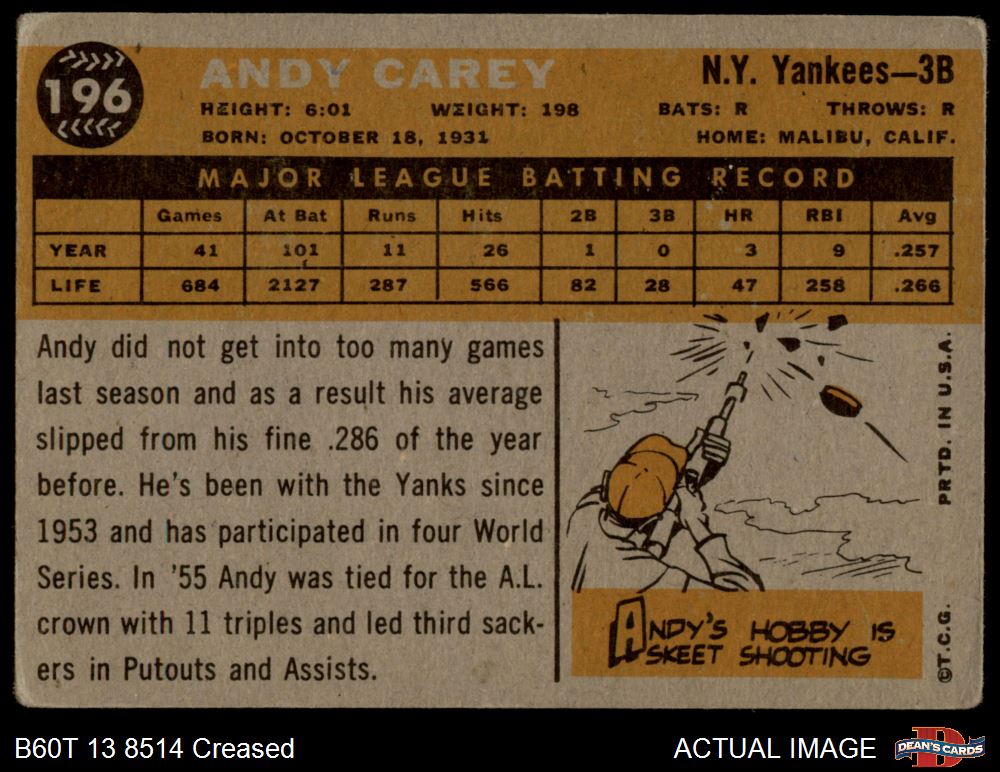 196
ANDY CAREY
N.Y. Yankees—3B
HEIGHT: 6:01 WEIGHT: 198 BATS: R THROWS: R
BORN: OCTOBER 18, 1931 HOME: MALIBU, CALIF.
MAJOR LEAGUE BATTING RECORD
Games At Bat Runs Hits 2B 3B HR RBI Avg
YEAR 41 101 11 26 1 0 3 9 .257
LIFE 684 2127 287 566 82 28 47 258 .266
Andy did not get into too many games
last season and as a result his average
slipped from his fine .286 of the year
before. He's been with the Yanks since
1953 and has participated in four World
Series. In '55 Andy was tied for the A.L.
crown with 11 triples and led third sack-
ers in Putouts and Assists.
ANDY'S HOBBY IS
SKEET SHOOTING
©T.C.G. PRTD. IN U.S.A.
B60T 13 8514 Creased
ACTUAL IMAGE
DEAN'S CARDS